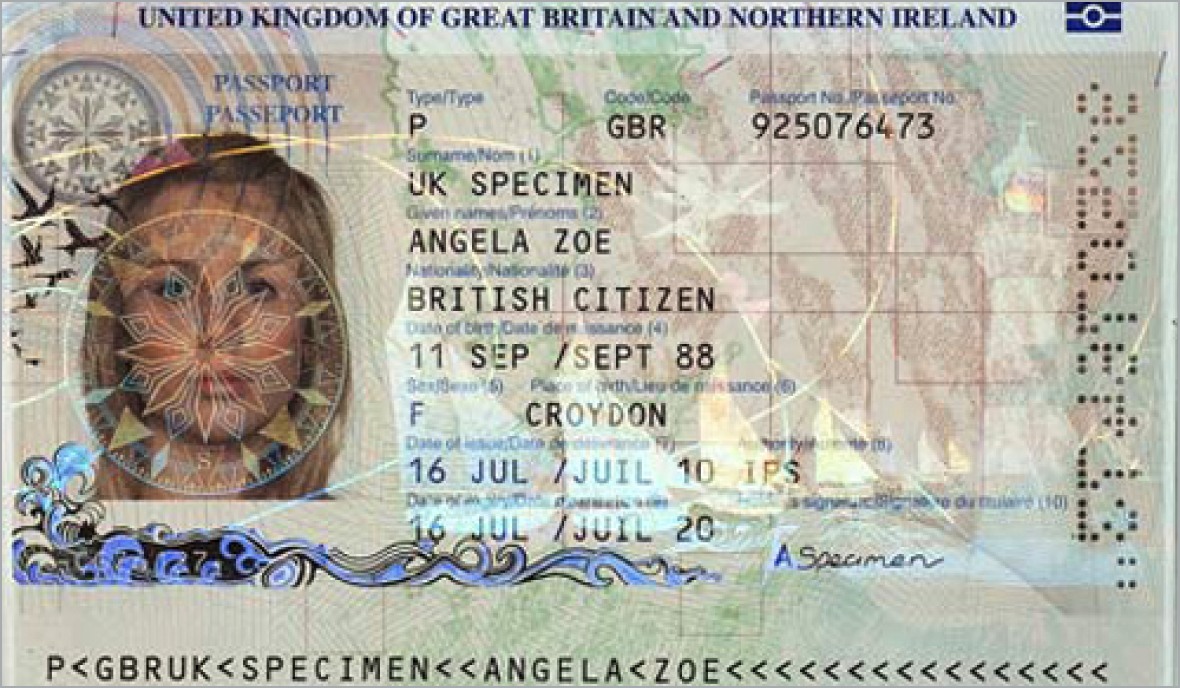 UNITED KINGDOM OF GREAT BRITAIN AND NORTHERN IRELAND
PASSPORT
PASSEPORT
Type/Type Code/Code Passport No./Passeport No.
P GBR 925076473
Surname/Nom (1)
UK SPECIMEN
Given names/Prénoms (2)
ANGELA ZOE
Nationality/Nationalité (3)
BRITISH CITIZEN
Date of birth/Date de naissance (4)
11 SEP /SEPT 88
Sex/Sexe (5) Place of birth/Lieu de naissance (6)
F CROYDON
Date of issue/Date de délivrance (7) Authority/Autorité (8)
16 JUL /JUIL 10 IPS
Date of expiry/Date d'expiration (9) signature/Signature du titulaire (10)
16 JUL /JUIL 20
A Specimen
P<GBRUK<SPECIMEN<<ANGELA<ZOE<<<<<<<<<<<<<<<<<<